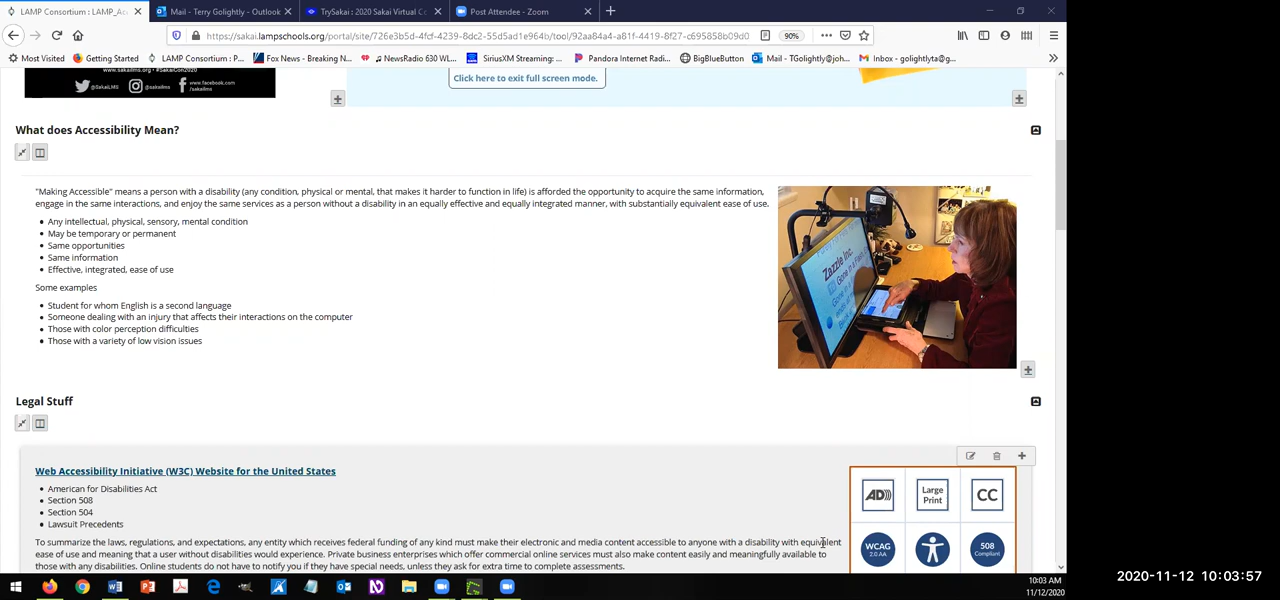 LAMP Consortium : LAMP_Ac
Mail - Terry Golightly - Outlook
TrySakai : 2020 Sakai Virtual Co
Post Attendee - Zoom
https://sakai.lampschools.org/portal/site/726e3b5d-4fcf-4239-8dc2-55d5ad1e964b/tool/92aa84a4-a81f-4419-8f27-c695858b09d0
90%
Most Visited
Getting Started
LAMP Consortium : P...
Fox News - Breaking N...
NewsRadio 630 WL...
SiriusXM Streaming: ...
Pandora Internet Radi...
BigBlueButton
Mail - TGolightly@joh...
Inbox - golightlyta@g...
www.sakailms.org • #SakaiCon2020
@SakaiLMS
@sakailms
www.facebook.com
/sakailms
Click here to exit full screen mode.
What does Accessibility Mean?
"Making Accessible" means a person with a disability (any condition, physical or mental, that makes it harder to function in life) is afforded the opportunity to acquire the same information,
engage in the same interactions, and enjoy the same services as a person without a disability in an equally effective and equally integrated manner, with substantially equivalent ease of use.
Any intellectual, physical, sensory, mental condition
May be temporary or permanent
Same opportunities
Same information
Effective, integrated, ease of use
Some examples
Student for whom English is a second language
Someone dealing with an injury that affects their interactions on the computer
Those with color perception difficulties
Those with a variety of low vision issues
Zazzle Inc.
Legal Stuff
Web Accessibility Initiative (W3C) Website for the United States
American for Disabilities Act
Section 508
Section 504
Lawsuit Precedents
To summarize the laws, regulations, and expectations, any entity which receives federal funding of any kind must make their electronic and media content accessible to anyone with a disability with equivalent
ease of use and meaning that a user without disabilities would experience. Private business enterprises which offer commercial online services must also make content easily and meaningfully available to
those with any disabilities. Online students do not have to notify you if they have special needs, unless they ask for extra time to complete assessments.
AD
Large
Print
CC
WCAG
2.0 AA
508
Compliant
10:03 AM
11/12/2020
2020-11-12 10:03:57